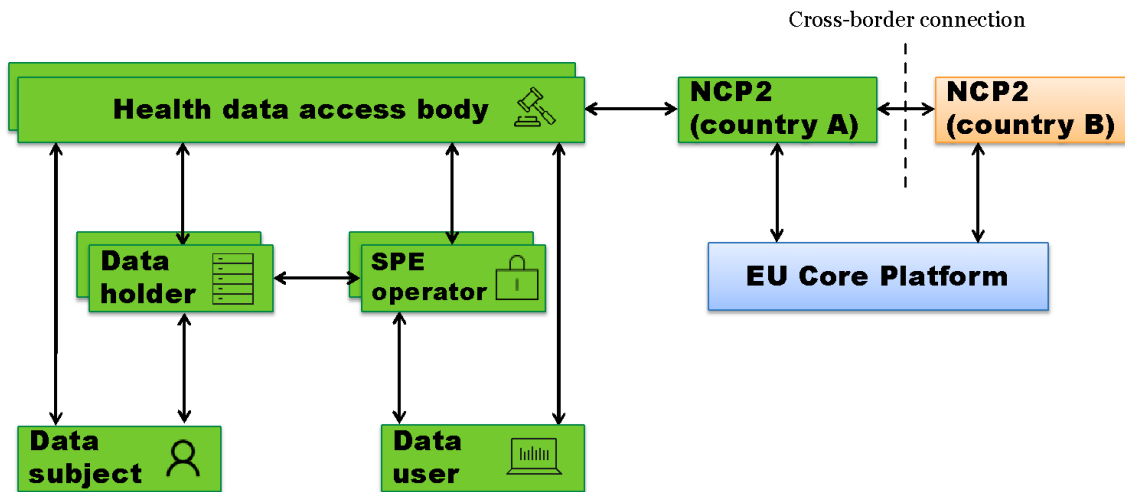 Cross-border connection
Health data access body
NCP2
(country A)
NCP2
(country B)
Data
holder
SPE
operator
EU Core Platform
Data
subject
Data
user